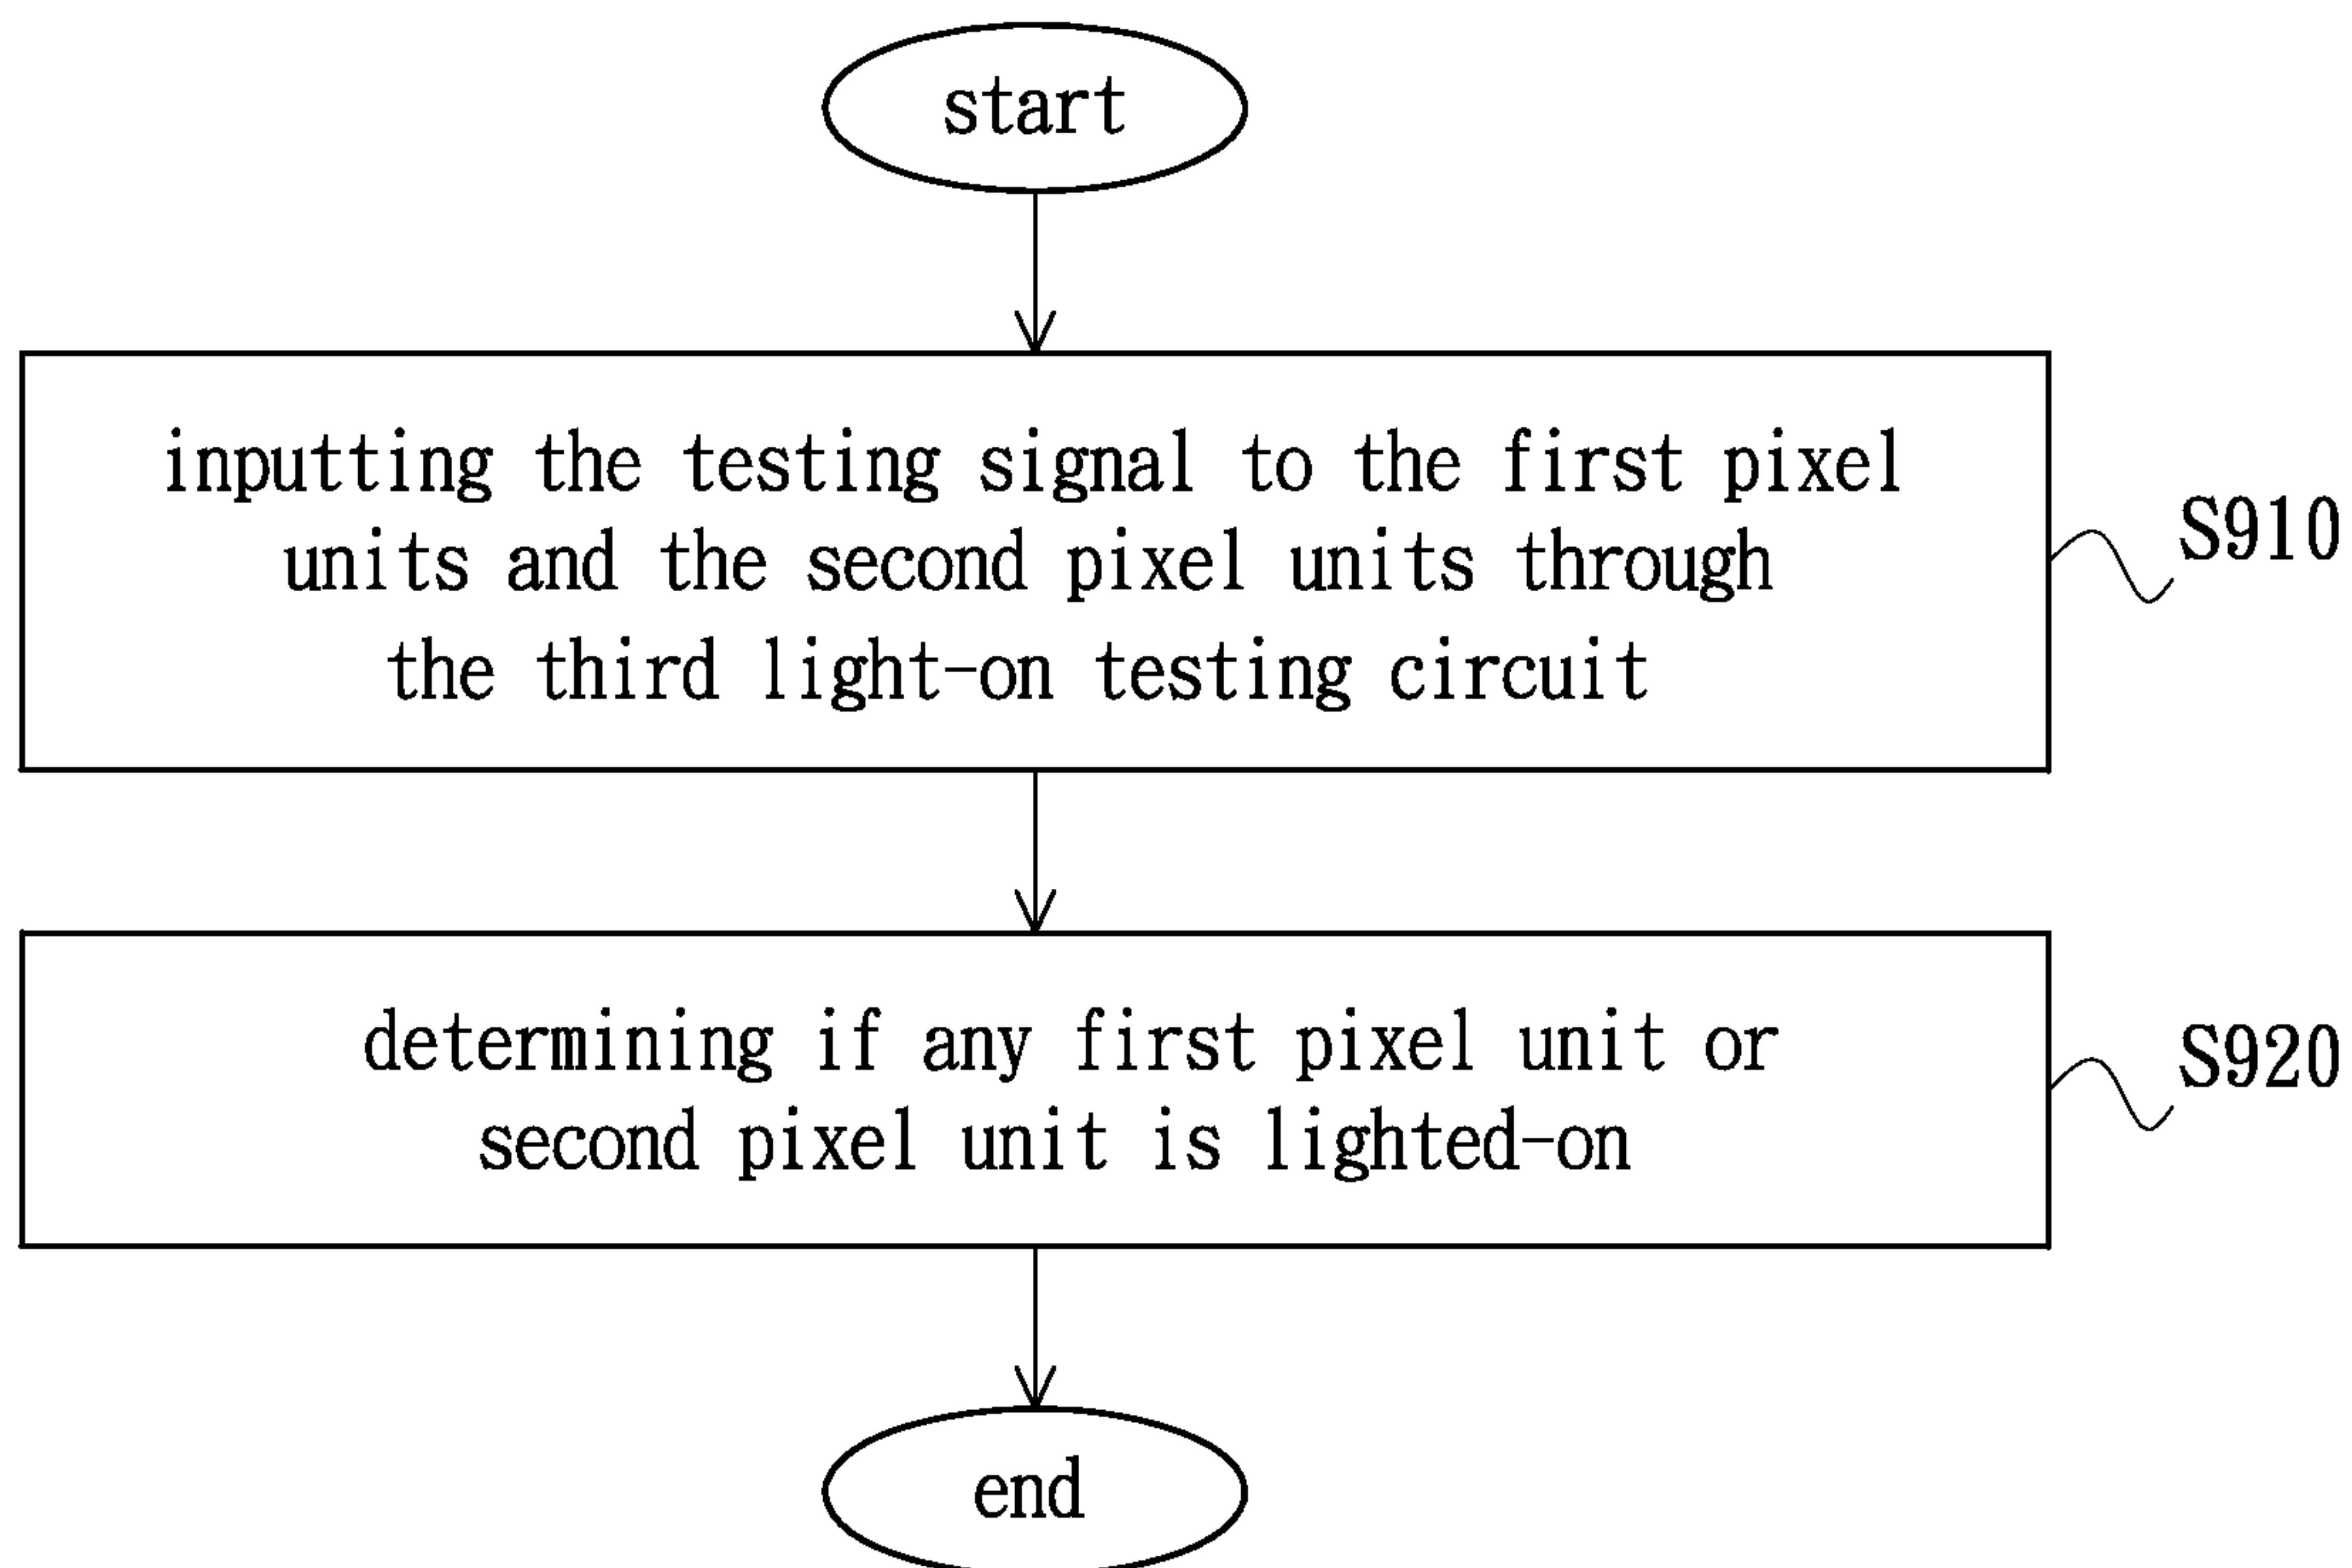 start
inputting the testing signal to the first pixel
units and the second pixel units through
the third light-on testing circuit
S910
determining if any first pixel unit or
second pixel unit is lighted-on
S920
end